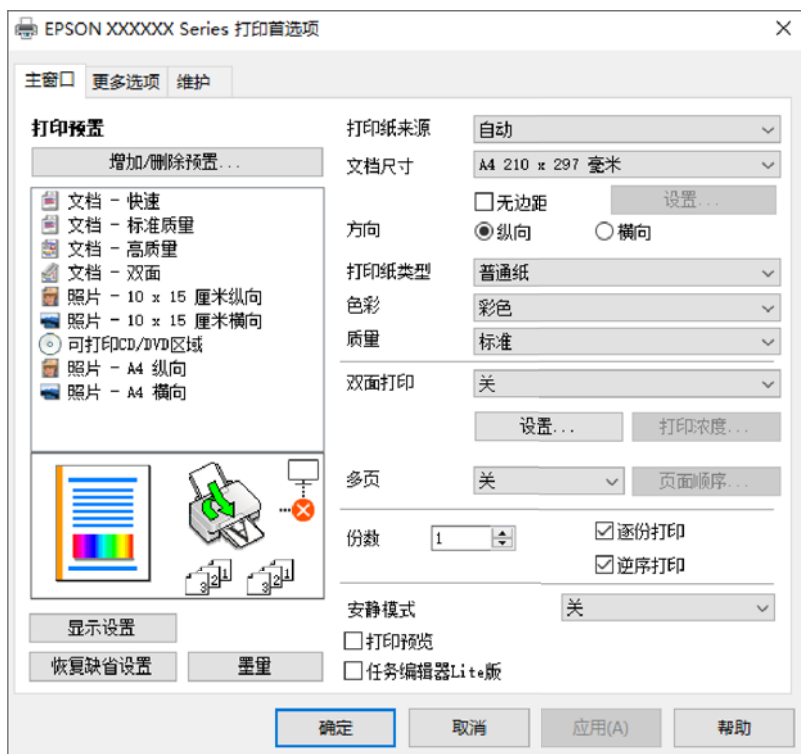 EPSON XXXXXX Series 打印首选项
主窗口 更多选项 维护
打印预置
增加/删除预置...
文档 - 快速
文档 - 标准质量
文档 - 高质量
文档 - 双面
照片 - 10 x 15 厘米纵向
照片 - 10 x 15 厘米横向
可打印CD/DVD区域
照片 - A4 纵向
照片 - A4 横向
显示设置
恢复缺省设置 墨量
打印纸来源 自动
文档尺寸 A4 210 x 297 毫米
无边距 设置...
方向 纵向 横向
打印纸类型 普通纸
色彩 彩色
质量 标准
双面打印 关
设置... 打印浓度...
多页 关 页面顺序...
份数 1 逐份打印
逆序打印
安静模式 关
打印预览
任务编辑器Lite版
确定 取消 应用(A) 帮助